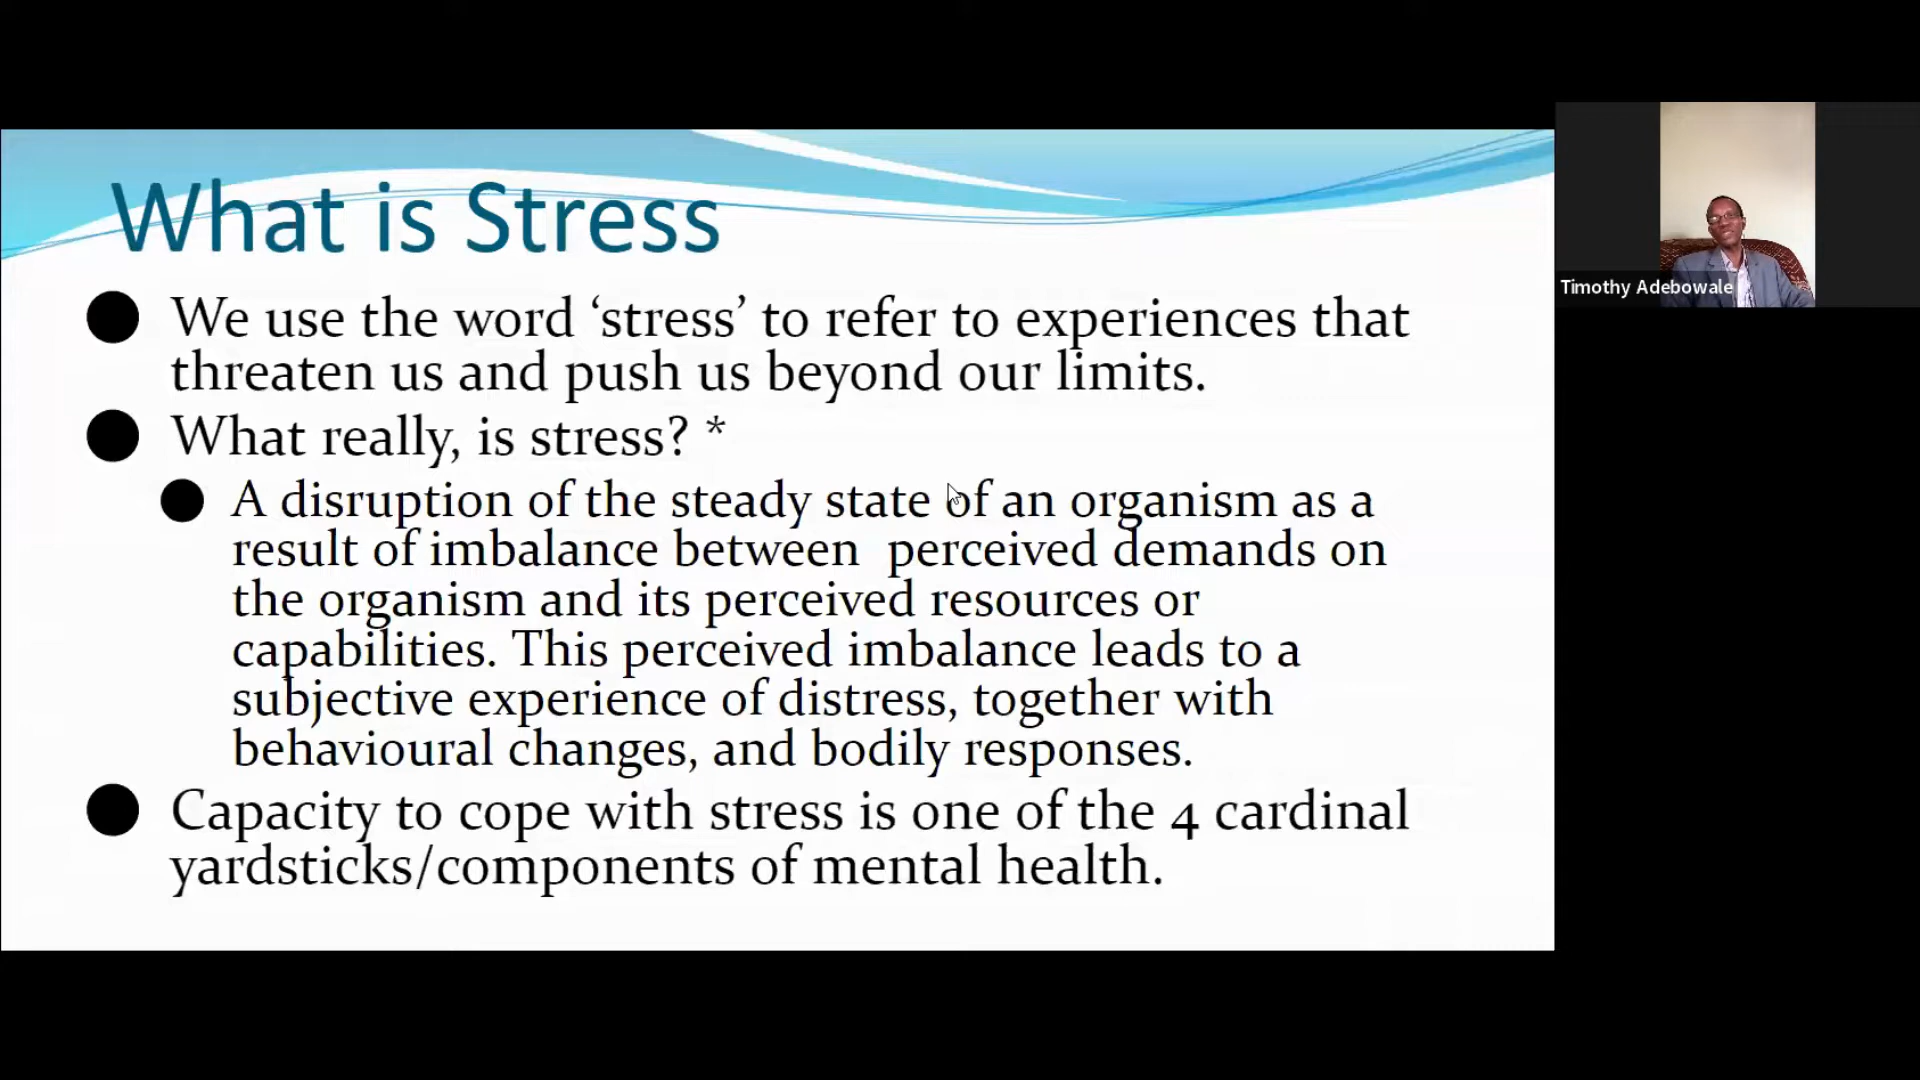 What is Stress
We use the word ‘stress’ to refer to experiences that
threaten us and push us beyond our limits.
What really, is stress? *
A disruption of the steady state of an organism as a
result of imbalance between perceived demands on
the organism and its perceived resources or
capabilities. This perceived imbalance leads to a
subjective experience of distress, together with
behavioural changes, and bodily responses.
Capacity to cope with stress is one of the 4 cardinal
yardsticks/components of mental health.
Timothy Adebowale